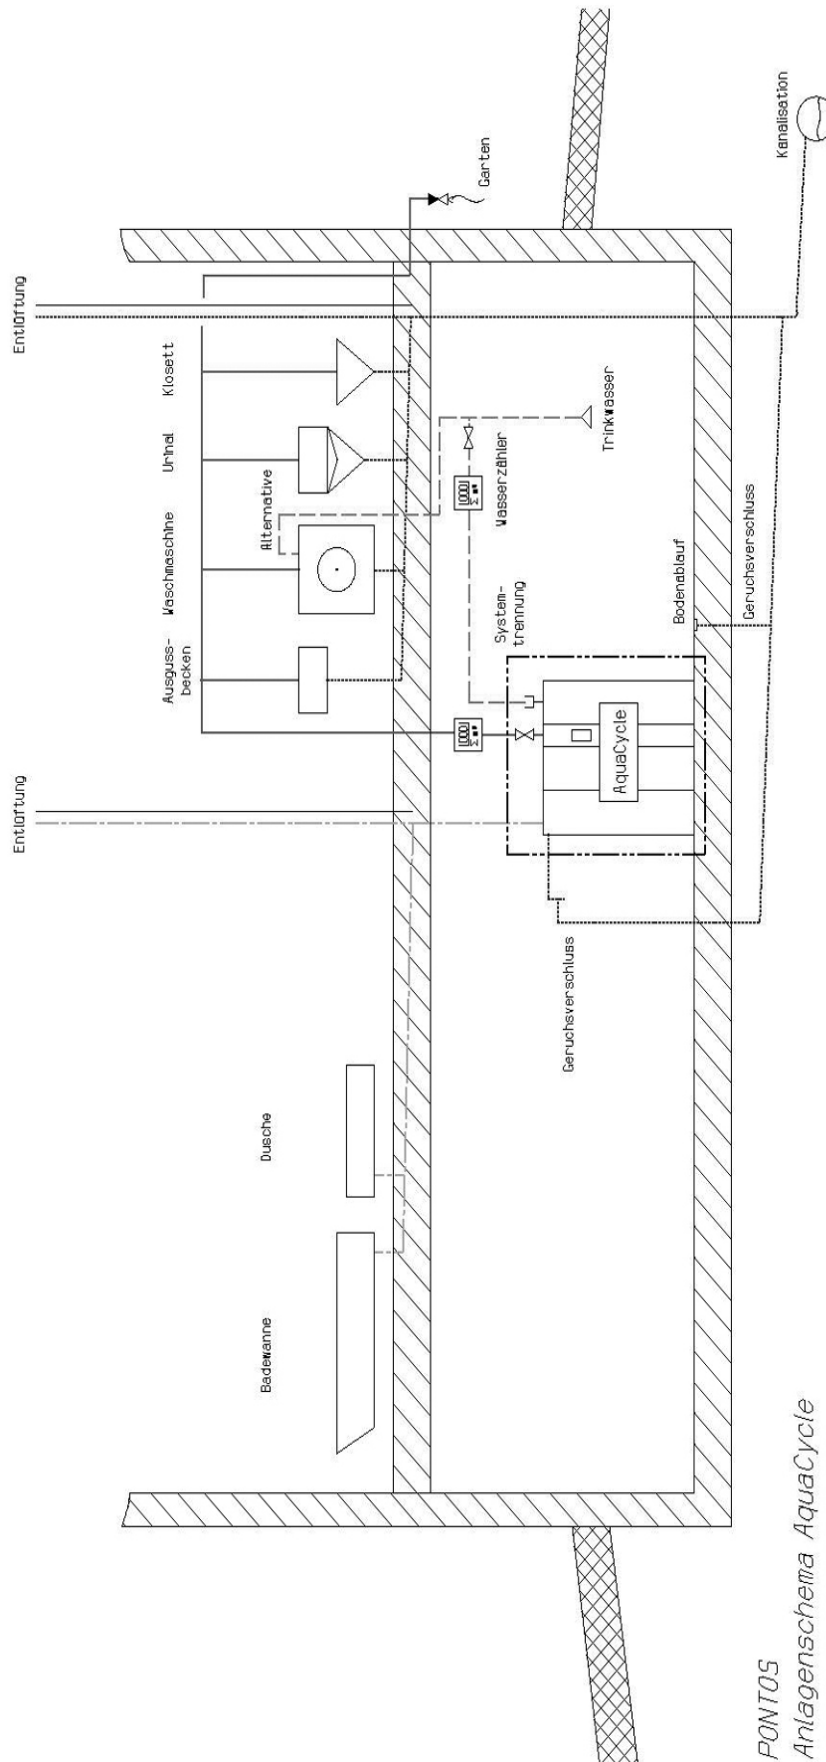 Entlüftung
Entlüftung
Badewanne
Dusche
Ausguss-
becken
Waschmaschine
Urinal
Klosett
Alternative
Garten
Wasserzähler
System-
trennung
Trinkwasser
AquaCycle
Geruchsverschluss
Bodenablauf
Geruchsverschluss
Kanalisation
PONTOS
Anlagenschema AquaCycle